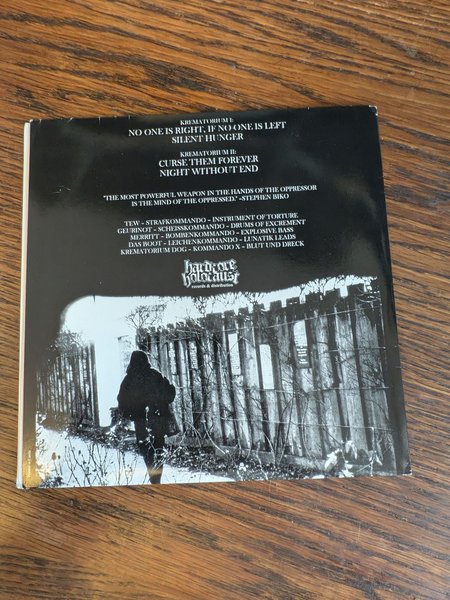 KREMATORIUM I:
NO ONE IS RIGHT, IF NO ONE IS LEFT
SILENT HUNGER
KREMATORIUM II:
CURSE THEM FOREVER
NIGHT WITHOUT END
"THE MOST POWERFUL WEAPON IN THE HANDS OF THE OPPRESSOR
IS THE MIND OF THE OPPRESSED." -STEPHEN BIKO
TEW - STRAFKOMMANDO - INSTRUMENT OF TORTURE
GEURINOT - SCHEISSKOMMANDO - DRUMS OF EXCREMENT
MERRITT - BOMBENKOMMANDO - EXPLOSIVE BASS
DAS BOOT - LEICHENKOMMANDO - LUNATIK LEADS
KREMATORIUM DOG - KOMMANDO X - BLUT UND DRECK
hardcore
holocaust
records & distribution